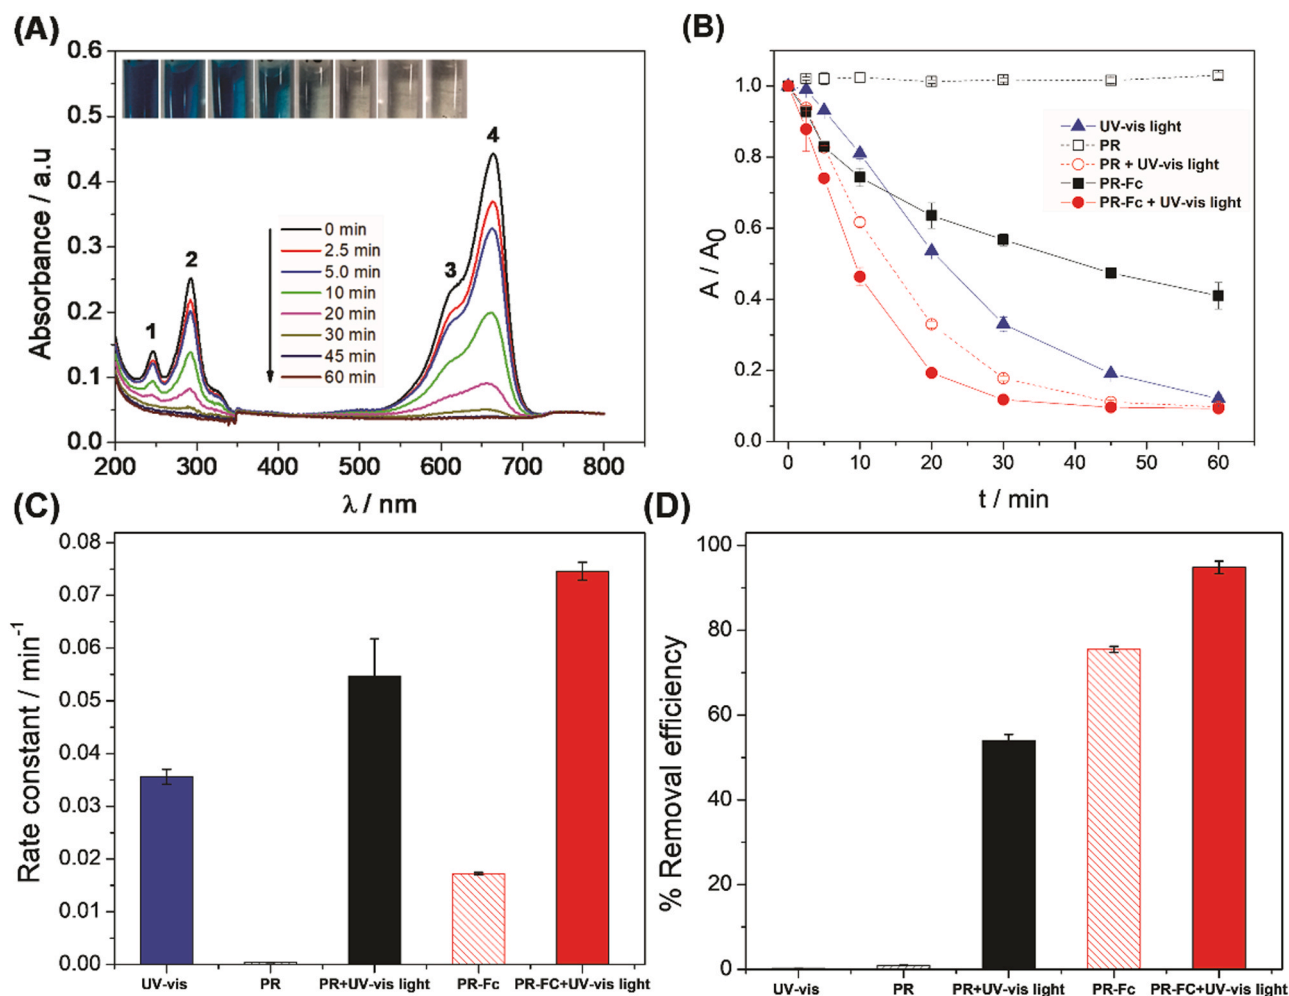 (A)
0.6
0.5
0.4
0.3
0.2
0.1
0.0
Absorbance / a.u
1
2
3
4
0 min
2.5 min
5.0 min
10 min
20 min
30 min
45 min
60 min
200 300 400 500 600 700 800
λ / nm
(B)
1.0
0.8
0.6
0.4
0.2
0.0
A / A0
UV-vis light
PR
PR + UV-vis light
PR-Fc
PR-Fc + UV-vis light
0 10 20 30 40 50 60
t / min
(C)
0.08
0.07
0.06
0.05
0.04
0.03
0.02
0.01
0.00
Rate constant / min⁻¹
UV-vis PR PR+UV-vis light PR-Fc PR-FC+UV-vis light
(D)
100
80
60
40
20
0
% Removal efficiency
UV-vis PR PR+UV-vis light PR-Fc PR-FC+UV-vis light